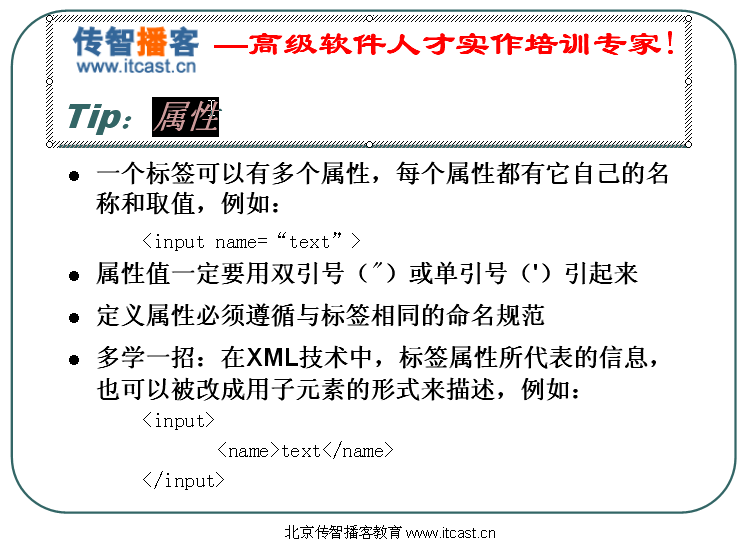 传智播客 —高级软件人才实作培训专家!
www.itcast.cn
Tip：属性
一个标签可以有多个属性，每个属性都有它自己的名
称和取值，例如：
<input name=“text”>
属性值一定要用双引号（"）或单引号（'）引起来
定义属性必须遵循与标签相同的命名规范
多学一招：在XML技术中，标签属性所代表的信息，
也可以被改成用子元素的形式来描述，例如：
<input>
<name>text</name>
</input>
北京传智播客教育 www.itcast.cn